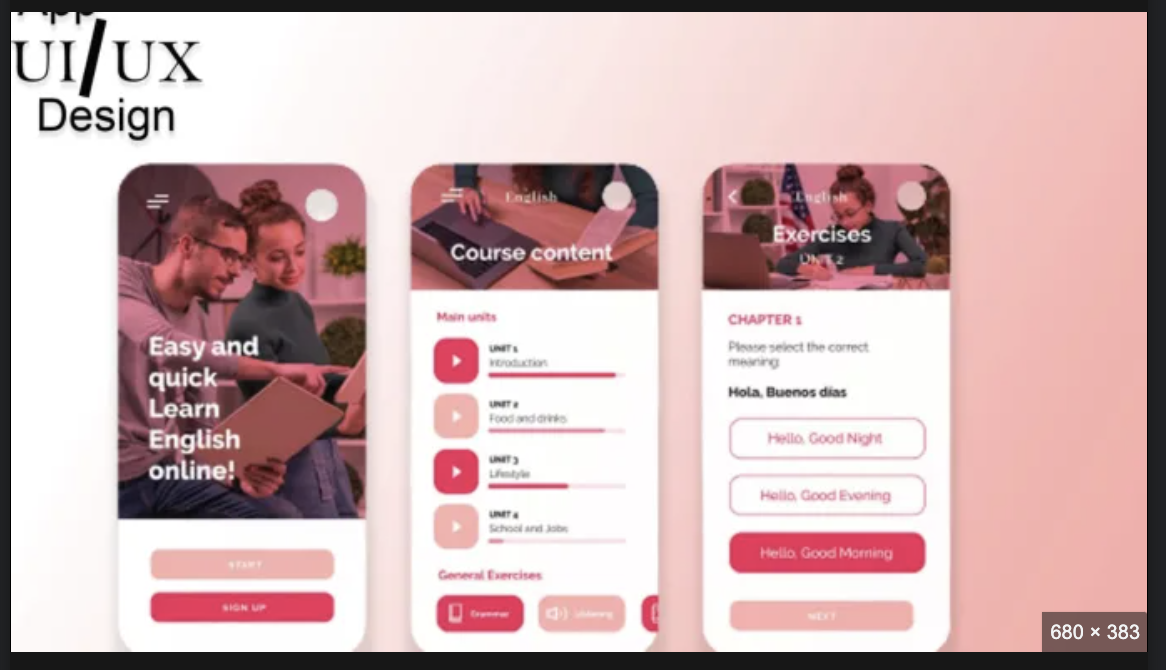 App
UI/UX
Design
Easy and
quick
Learn
English
online!
START
SIGN UP
English
Course content
Main units
UNIT 1
Introduction
UNIT 2
Food and drinks
UNIT 3
Lifestyle
UNIT 4
School and Jobs
General Exercises
Grammar
Listening
English
Exercises
UNIT 2
CHAPTER 1
Please select the correct
meaning:
Hola, Buenos días
Hello, Good Night
Hello, Good Evening
Hello, Good Morning
NEXT
680 × 383